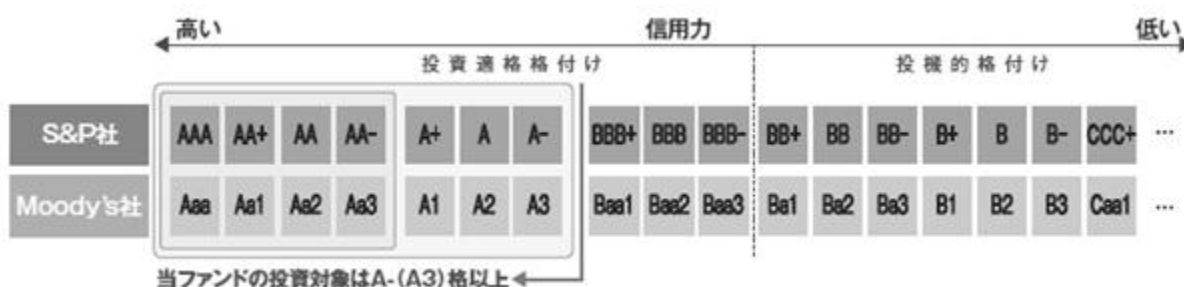 高い 信用力 低い
投資適格格付け 投機的格付け
S&P社 AAA AA+ AA AA- A+ A A- BBB+ BBB BBB- BB+ BB BB- B+ B B- CCC+ …
Moody's社 Aaa Aa1 Aa2 Aa3 A1 A2 A3 Baa1 Baa2 Baa3 Ba1 Ba2 Ba3 B1 B2 B3 Caa1 …
当ファンドの投資対象はA-(A3)格以上